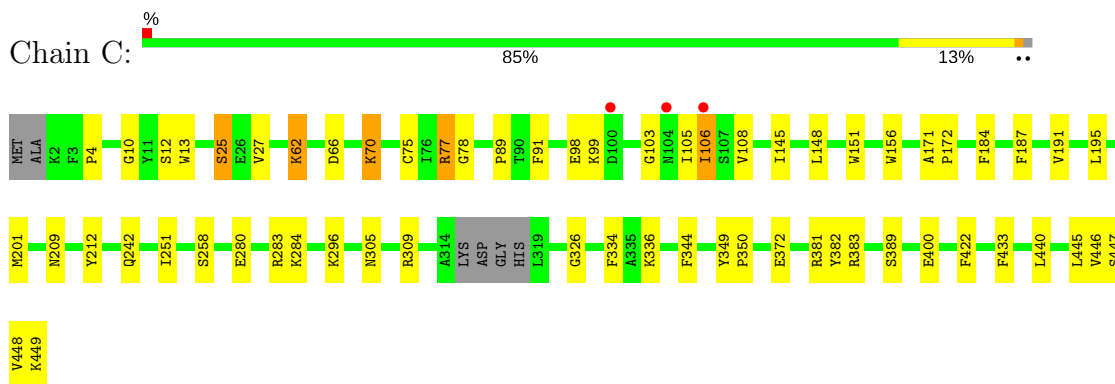 %
Chain C:
85%
13%
••
MET ALA K2 F3 P4 G10 Y11 S12 W13 S25 E26 V27 K62 D66 K70 C75 I76 R77 G78 P89 T90 F91 E98 K99 D100 G103 N104 I105 I106 S107 V108 I145 L148 W151 W156 A171 P172 F184 F187 V191 L195
M201 N209 Y212 Q242 I251 S258 E280 R283 K284 K296 N305 R309 A314 LYS ASP GLY HIS L319 G326 F334 A335 K336 F344 Y349 P350 E372 R381 Y382 R383 S389 E400 F422 F433 L440 L445 V446 S447
V448 K449